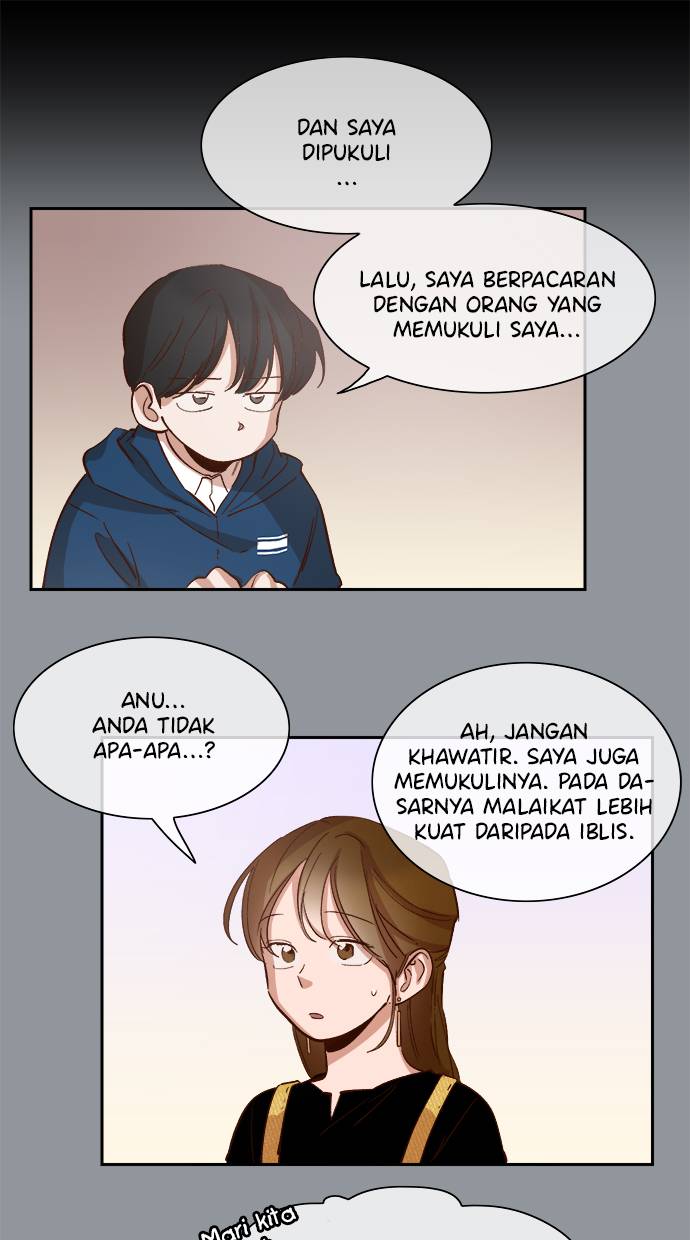 DAN SAYA
DIPUKULI
...
LALU, SAYA BERPACARAN
DENGAN ORANG YANG
MEMUKULI SAYA...
ANU...
ANDA TIDAK
APA-APA...?
AH, JANGAN
KHAWATIR. SAYA JUGA
MEMUKULINYA. PADA DA-
SARNYA MALAIKAT LEBIH
KUAT DARIPADA IBLIS.
Mari kita